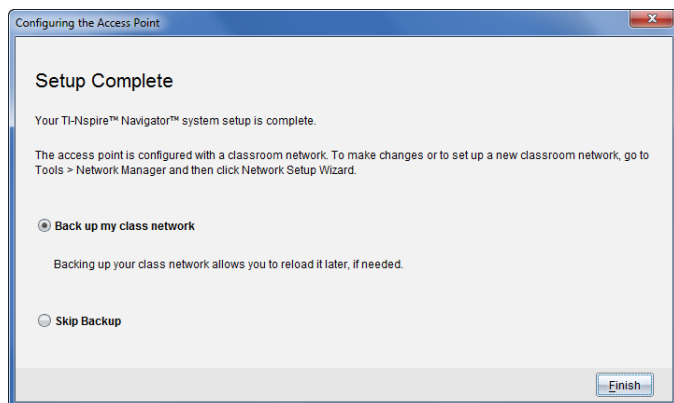 Configuring the Access Point
Setup Complete
Your TI-Nspire™ Navigator™ system setup is complete.
The access point is configured with a classroom network. To make changes or to set up a new classroom network, go to
Tools > Network Manager and then click Network Setup Wizard.
Back up my class network
Backing up your class network allows you to reload it later, if needed.
Skip Backup
Finish